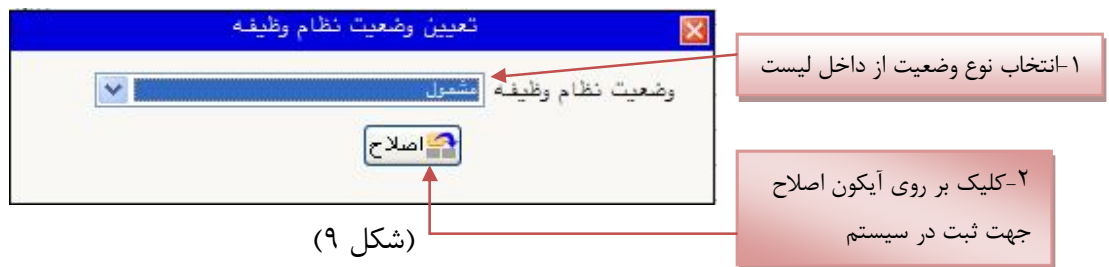 تعیین وضعیت نظام وظیفه
وضعیت نظام وظیفه
مشمول
اصلاح
۱-انتخاب نوع وضعیت از داخل لیست
۲-کلیک بر روی آیکون اصلاح
جهت ثبت در سیستم
(شکل ۹)